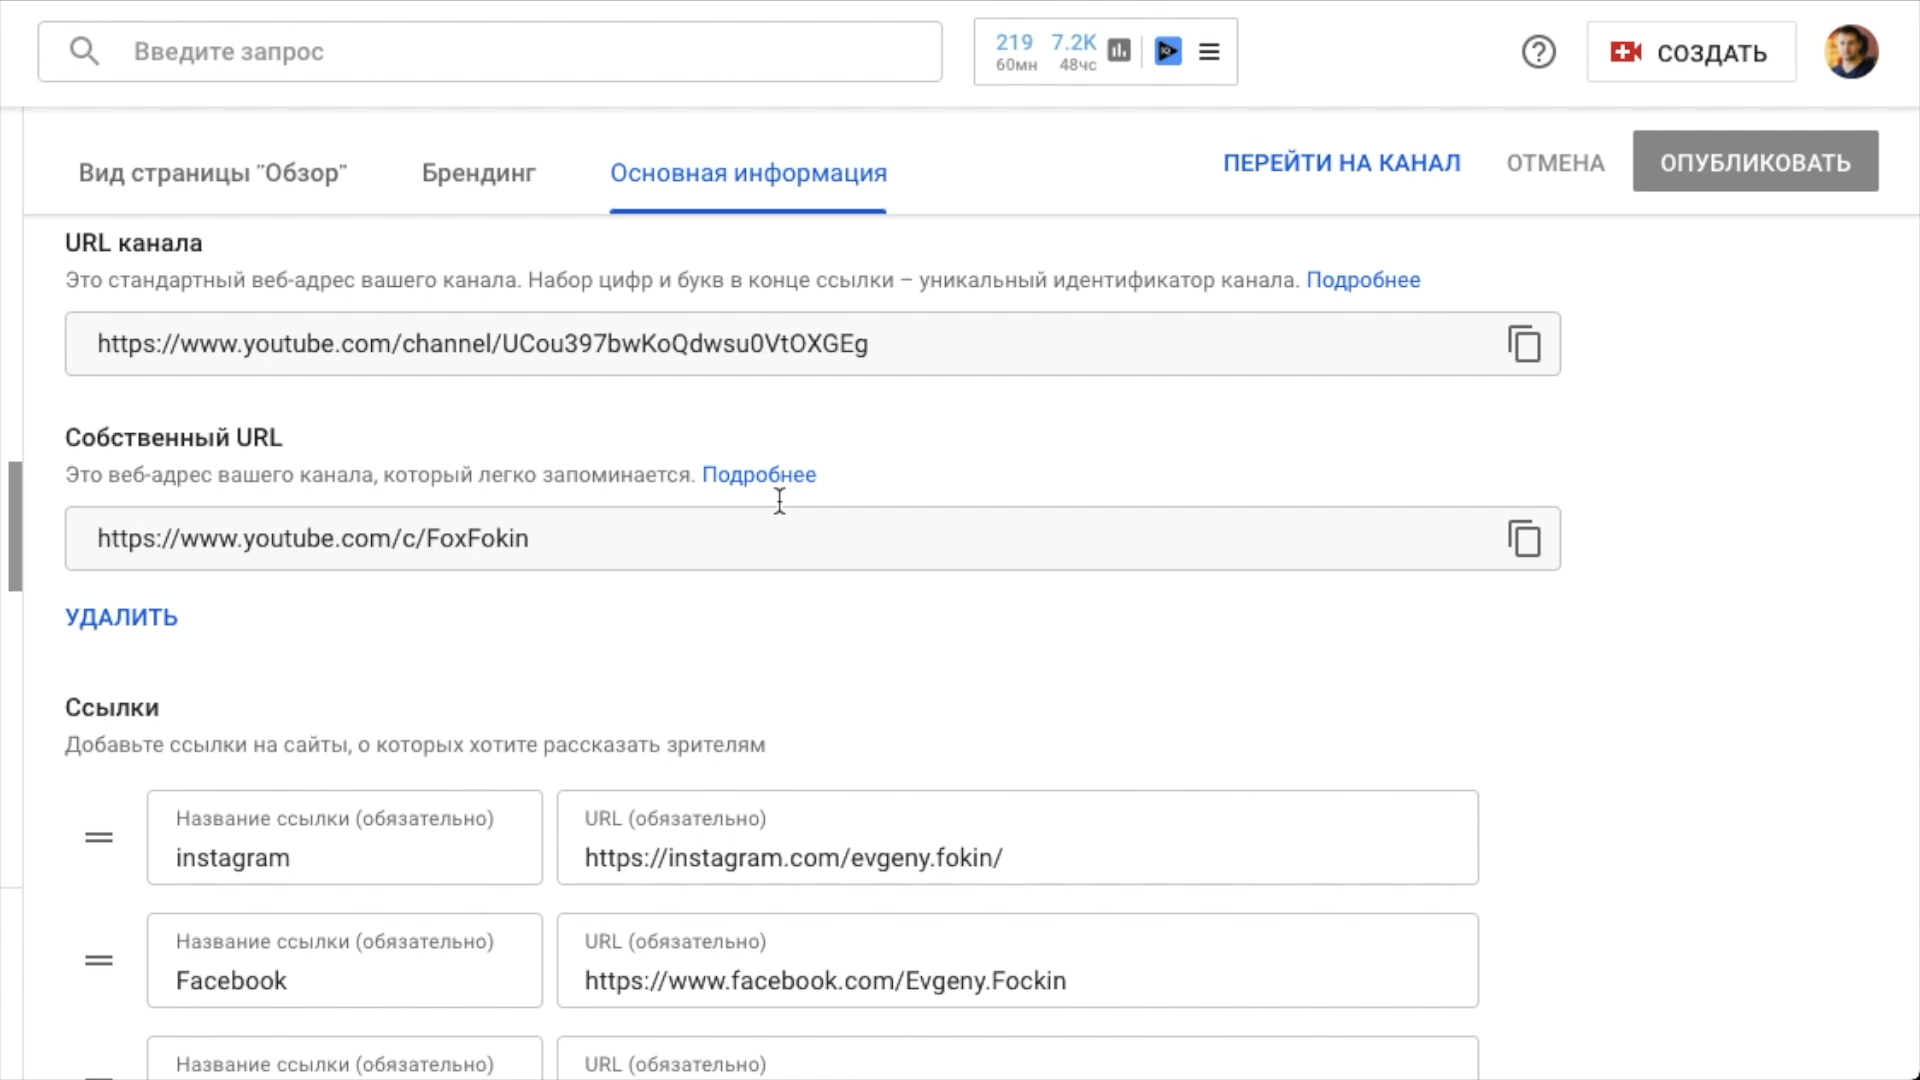 Введите запрос
219 7.2K
60мн 48чс
СОЗДАТЬ
Вид страницы "Обзор" Брендинг Основная информация ПЕРЕЙТИ НА КАНАЛ ОТМЕНА ОПУБЛИКОВАТЬ
URL канала
Это стандартный веб-адрес вашего канала. Набор цифр и букв в конце ссылки – уникальный идентификатор канала. Подробнее
https://www.youtube.com/channel/UCou397bwKoQdwsu0VtOXGEg
Собственный URL
Это веб-адрес вашего канала, который легко запоминается. Подробнее
https://www.youtube.com/c/FoxFokin
УДАЛИТЬ
Ссылки
Добавьте ссылки на сайты, о которых хотите рассказать зрителям
Название ссылки (обязательно) URL (обязательно)
instagram https://instagram.com/evgeny.fokin/
Название ссылки (обязательно) URL (обязательно)
Facebook https://www.facebook.com/Evgeny.Fockin
Название ссылки (обязательно) URL (обязательно)